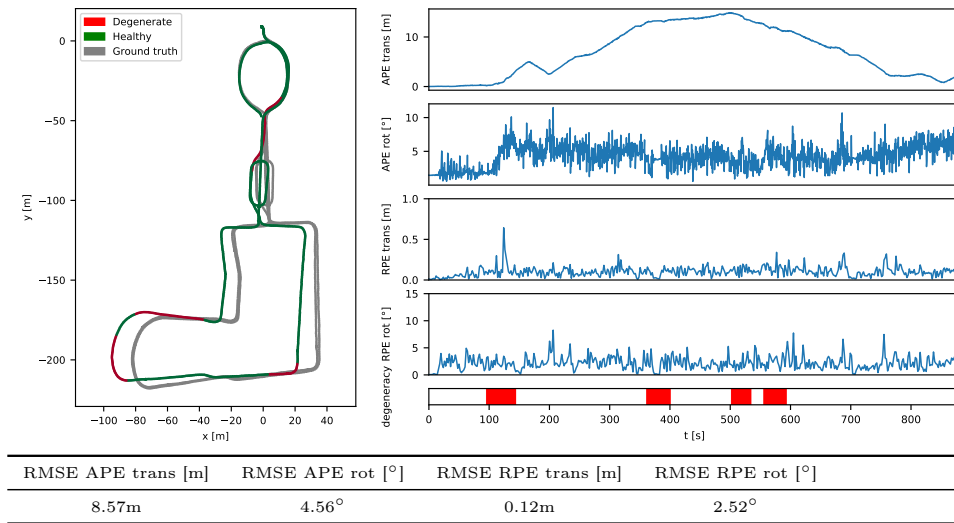 Degenerate
Healthy
Ground truth
0
−50
−100
−150
−200
y [m]
−100 −80 −60 −40 −20 0 20 40
x [m]
APE trans [m]
10
0
APE rot [°]
5
RPE trans [m]
1.0
0.5
0.0
RPE rot [°]
15
10
5
0
degeneracy
0 100 200 300 400 500 600 700 800
t [s]
RMSE APE trans [m] RMSE APE rot [°] RMSE RPE trans [m] RMSE RPE rot [°]
8.57m 4.56° 0.12m 2.52°